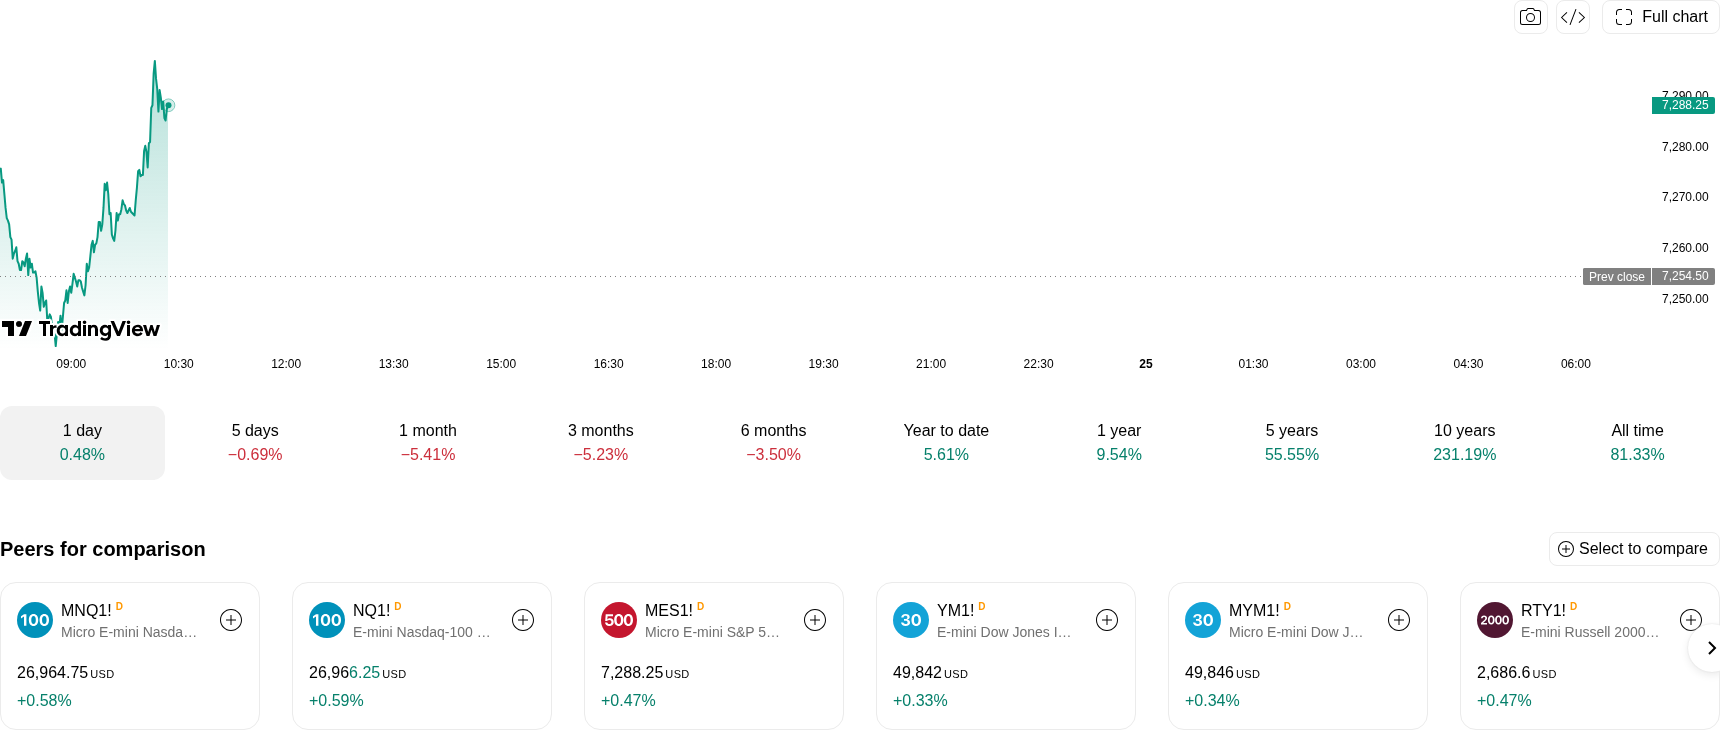 Full chart
7,290.00
7,288.25
7,280.00
7,270.00
7,260.00
Prev close 7,254.50
7,250.00
TradingView
09:00 10:30 12:00 13:30 15:00 16:30 18:00 19:30 21:00 22:30 25 01:30 03:00 04:30 06:00
1 day 5 days 1 month 3 months 6 months Year to date 1 year 5 years 10 years All time
0.48% −0.69% −5.41% −5.23% −3.50% 5.61% 9.54% 55.55% 231.19% 81.33%
Peers for comparison
Select to compare
100 MNQ1! D
Micro E-mini Nasda…
26,964.75 USD
+0.58%
100 NQ1! D
E-mini Nasdaq-100 …
26,966.25 USD
+0.59%
500 MES1! D
Micro E-mini S&P 5…
7,288.25 USD
+0.47%
30 YM1! D
E-mini Dow Jones I…
49,842 USD
+0.33%
30 MYM1! D
Micro E-mini Dow J…
49,846 USD
+0.34%
2000 RTY1! D
E-mini Russell 2000…
2,686.6 USD
+0.47%